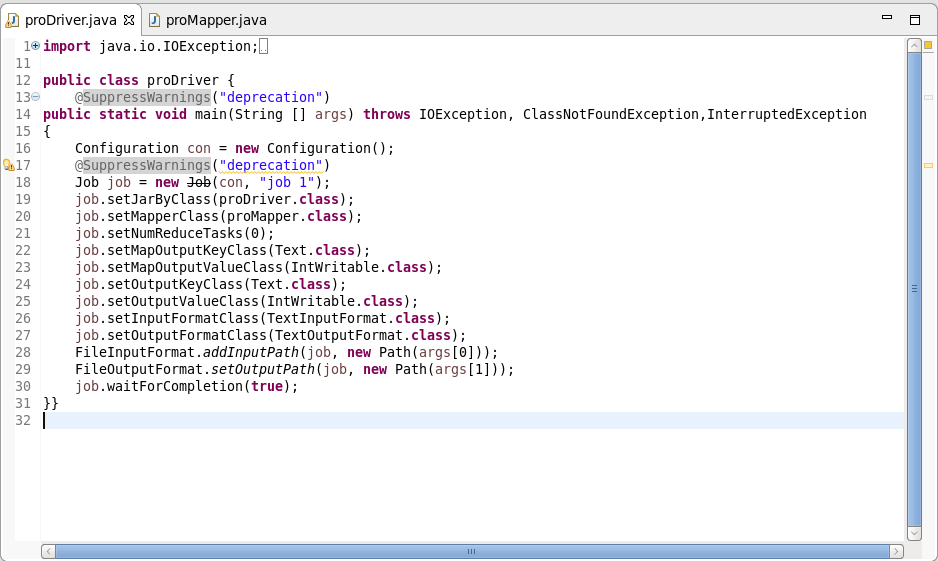 proDriver.java proMapper.java
1 import java.io.IOException;
11
12 public class proDriver {
13 @SuppressWarnings("deprecation")
14 public static void main(String [] args) throws IOException, ClassNotFoundException,InterruptedException
15 {
16 Configuration con = new Configuration();
17 @SuppressWarnings("deprecation")
18 Job job = new Job(con, "job 1");
19 job.setJarByClass(proDriver.class);
20 job.setMapperClass(proMapper.class);
21 job.setNumReduceTasks(0);
22 job.setMapOutputKeyClass(Text.class);
23 job.setMapOutputValueClass(IntWritable.class);
24 job.setOutputKeyClass(Text.class);
25 job.setOutputValueClass(IntWritable.class);
26 job.setInputFormatClass(TextInputFormat.class);
27 job.setOutputFormatClass(TextOutputFormat.class);
28 FileInputFormat.addInputPath(job, new Path(args[0]));
29 FileOutputFormat.setOutputPath(job, new Path(args[1]));
30 job.waitForCompletion(true);
31 }}
32